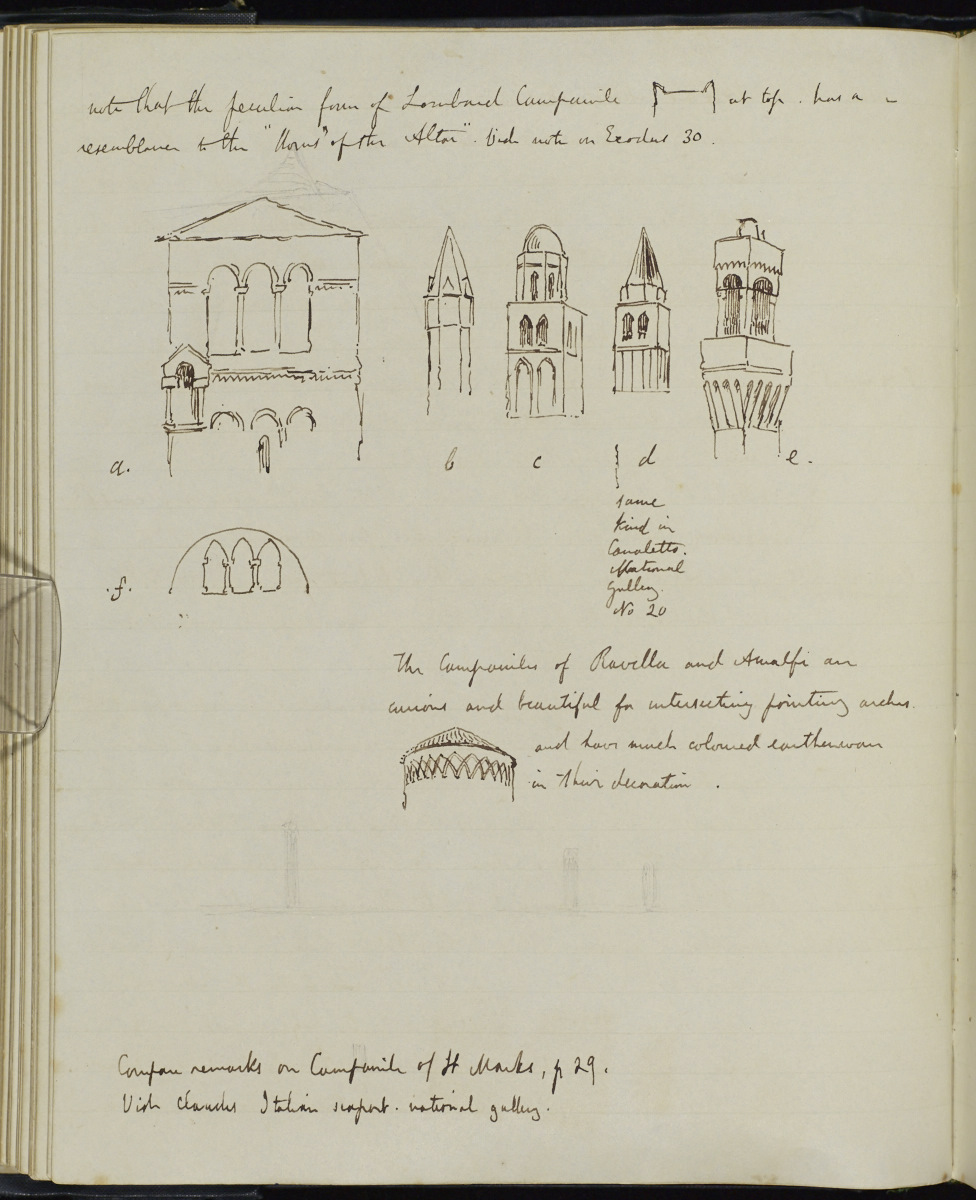 note that the peculiar form of Lombard Campanile at top. has a
resemblance to the "Horns" of the Altar". Vide note on Exodus 30.
a. b c d e.
same
kind in
Canaletto.
National
Gallery.
No 20
f.
The Campaniles of Ravella and Amalfi are
curious and beautiful for intersecting pointing arches.
and have much coloured earthenware
in their decoration.
Compare remarks on Campanile of St Marks, p 29.
Vide Claudes Italian seaport. national gallery.